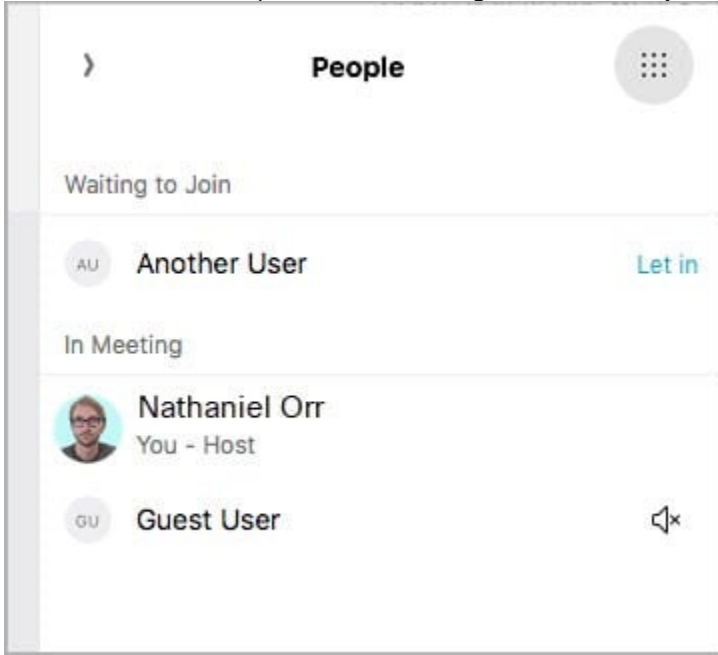 People
Waiting to Join
AU Another User Let in
In Meeting
Nathaniel Orr
You - Host
GU Guest User